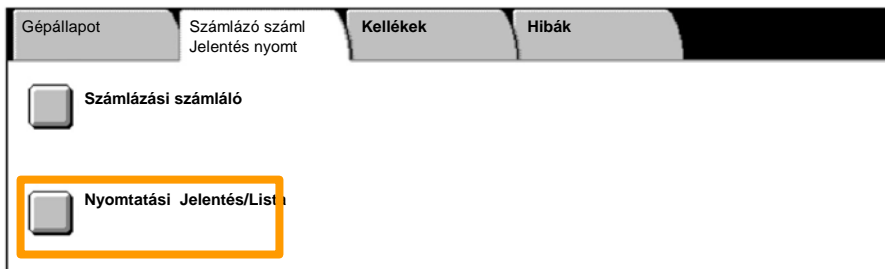 Gépállapot
Számlázó száml
Jelentés nyomt
Kellékek
Hibák
Számlázási számláló
Nyomtatási Jelentés/Lista